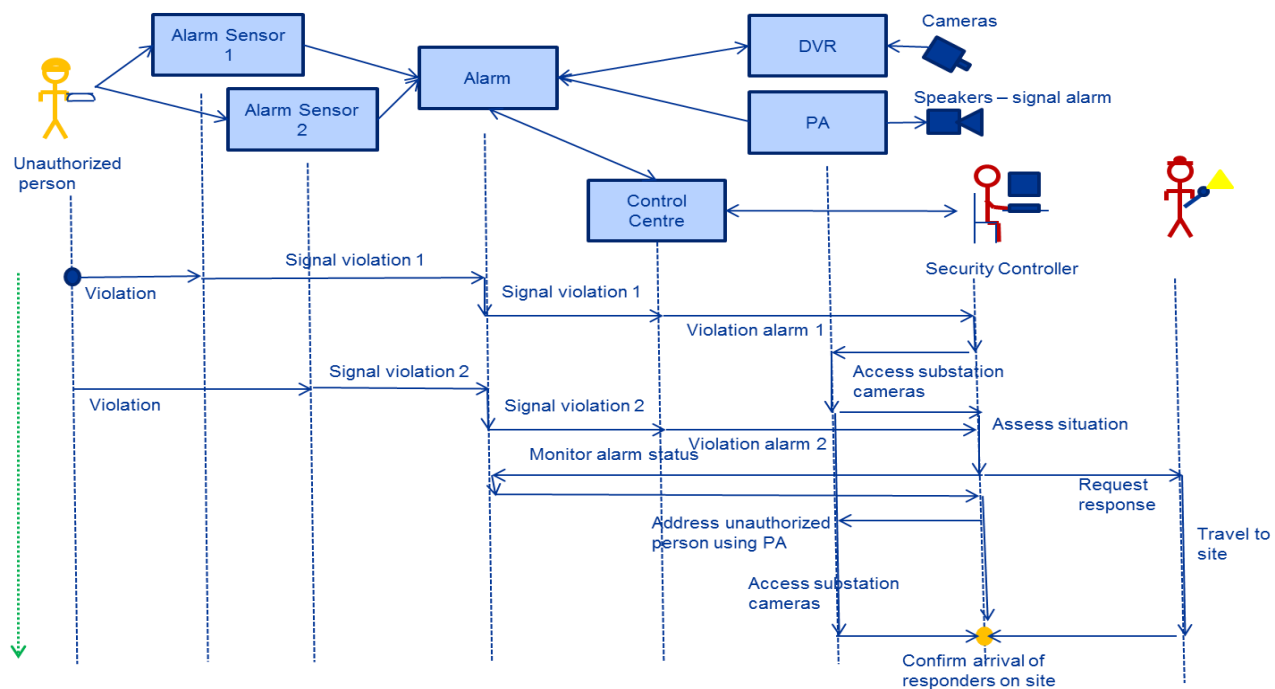 Cameras
Alarm Sensor
1
DVR
Alarm
Alarm Sensor
2
Speakers – signal alarm
PA
Unauthorized
person
Control
Centre
Security Controller
Signal violation 1
Violation
Signal violation 1
Violation alarm 1
Access substation
cameras
Signal violation 2
Violation
Signal violation 2
Assess situation
Violation alarm 2
Monitor alarm status
Request
response
Address unauthorized
person using PA
Travel to
site
Access substation
cameras
Confirm arrival of
responders on site